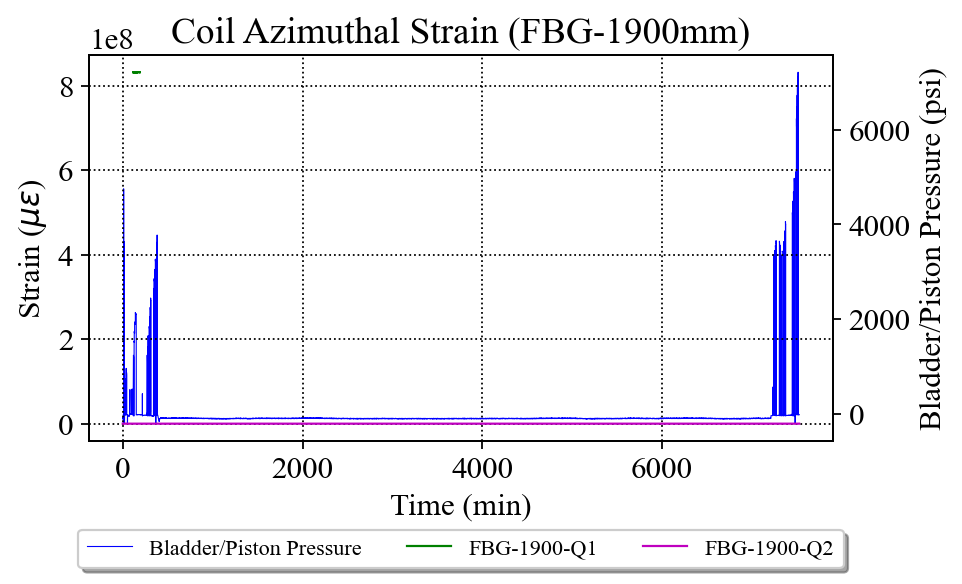 Coil Azimuthal Strain (FBG-1900mm)
1e8
8
6
4
2
0
Strain (με)
6000
4000
2000
0
Bladder/Piston Pressure (psi)
0 2000 4000 6000
Time (min)
Bladder/Piston Pressure FBG-1900-Q1 FBG-1900-Q2